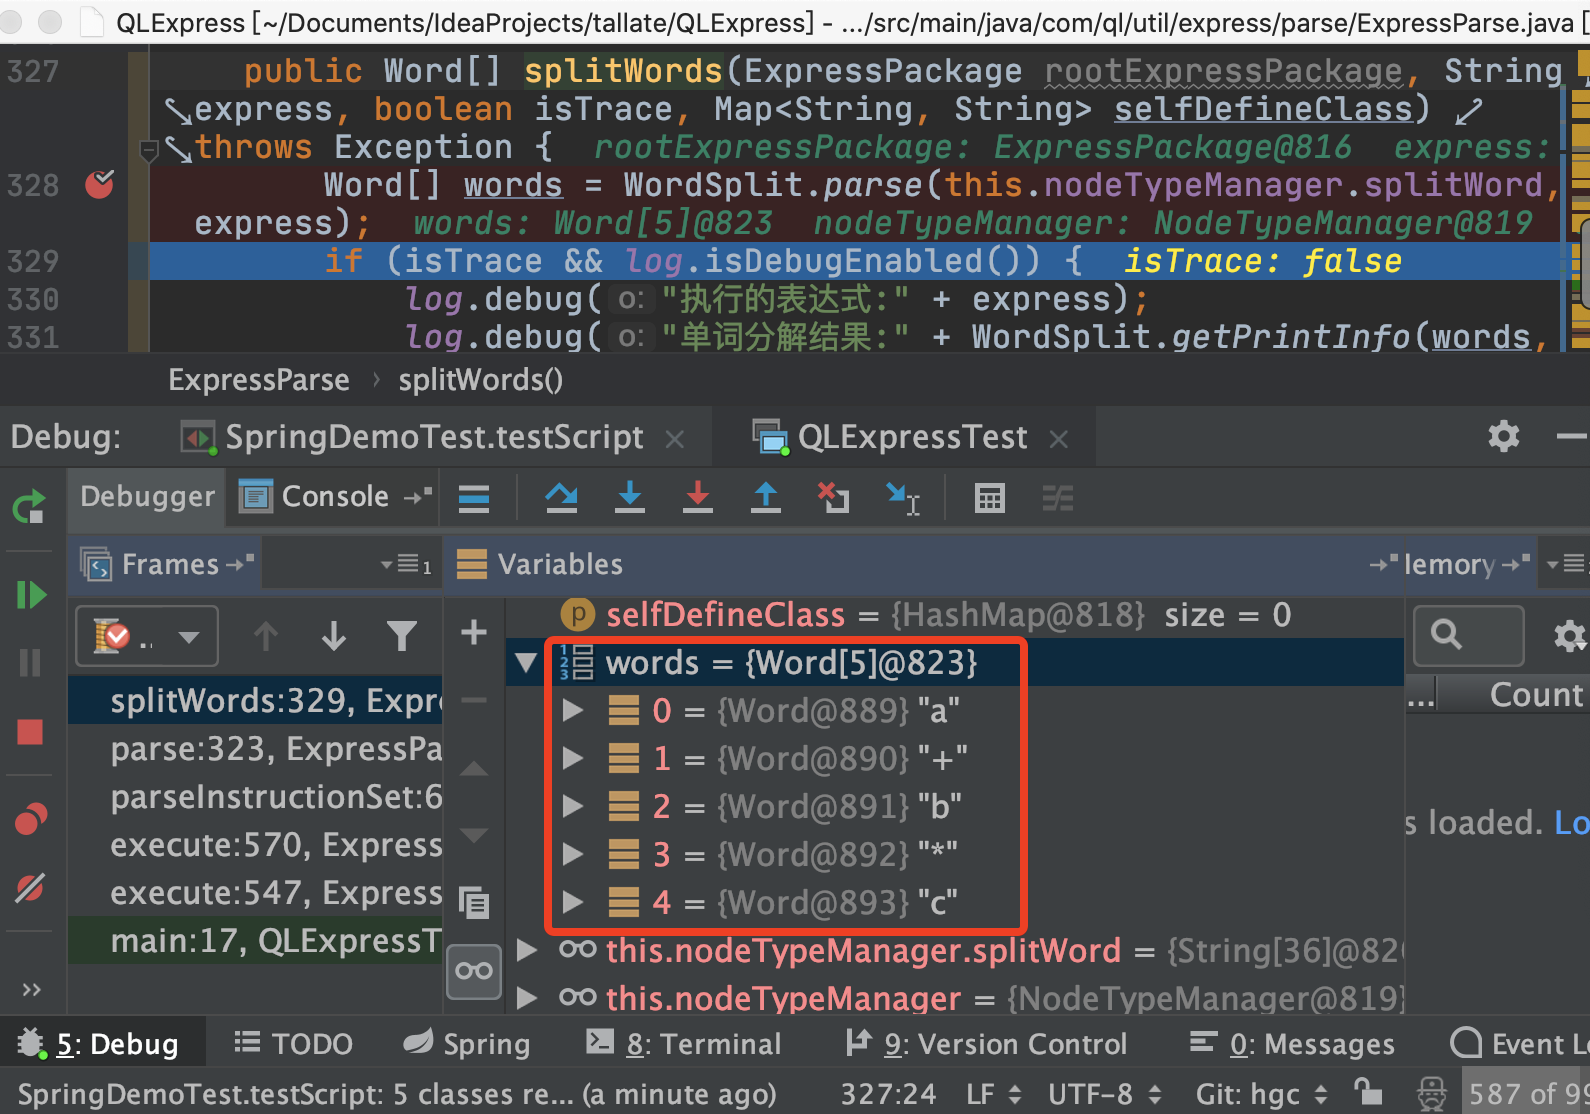 QLExpress [~/Documents/IdeaProjects/tallate/QLExpress] - .../src/main/java/com/ql/util/express/parse/ExpressParse.java [
327 public Word[] splitWords(ExpressPackage rootExpressPackage, String
express, boolean isTrace, Map<String, String> selfDefineClass)
throws Exception { rootExpressPackage: ExpressPackage@816 express:
328 Word[] words = WordSplit.parse(this.nodeTypeManager.splitWord,
express); words: Word[5]@823 nodeTypeManager: NodeTypeManager@819
329 if (isTrace && log.isDebugEnabled()) { isTrace: false
330 log.debug( o: "执行的表达式:" + express);
331 log.debug( o: "单词分解结果:" + WordSplit.getPrintInfo(words,
ExpressParse › splitWords()
Debug: SpringDemoTest.testScript × QLExpressTest ×
Debugger Console
Frames 1 Variables
selfDefineClass = {HashMap@818} size = 0
words = {Word[5]@823}
0 = {Word@889} "a"
1 = {Word@890} "+"
2 = {Word@891} "b"
3 = {Word@892} "*"
4 = {Word@893} "c"
this.nodeTypeManager.splitWord = {String[36]@82
this.nodeTypeManager = {NodeTypeManager@819}
..
splitWords:329, Expr
parse:323, ExpressPa
parseInstructionSet:6
execute:570, Express
execute:547, Express
main:17, QLExpressT
... Count
loaded. Lo
5: Debug TODO Spring 8: Terminal 9: Version Control 0: Messages Event L
SpringDemoTest.testScript: 5 classes re... (a minute ago) 327:24 LF UTF-8 Git: hgc 587 of 99